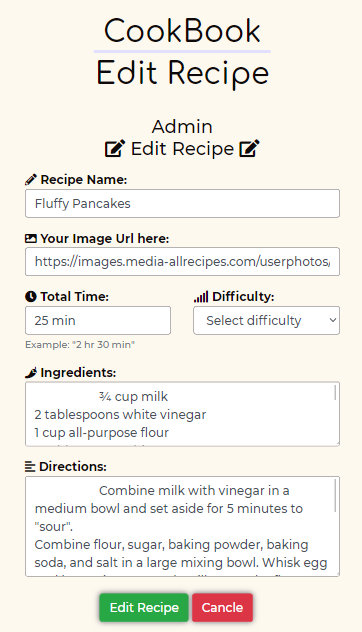 CookBook
Edit Recipe
Admin
Edit Recipe
Recipe Name:
Fluffy Pancakes
Your Image Url here:
https://images.media-allrecipes.com/userphotos/
Total Time: Difficulty:
25 min Select difficulty
Example: "2 hr 30 min"
Ingredients:
¾ cup milk
2 tablespoons white vinegar
1 cup all-purpose flour
Directions:
Combine milk with vinegar in a
medium bowl and set aside for 5 minutes to
"sour".
Combine flour, sugar, baking powder, baking
soda, and salt in a large mixing bowl. Whisk egg
Edit Recipe Cancle